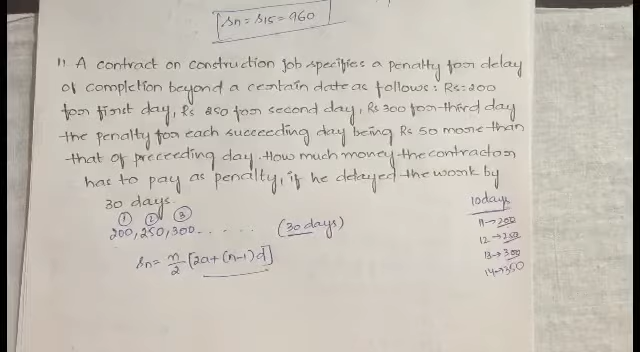 Sn = S15 = 960
11 A contract on construction job specifies a penalty for delay
of completion beyond a certain date as follows: Rs=200
for first day, Rs 250 for second day, Rs 300 for third day
the penalty for each succeeding day being Rs 50 more than
that of preceeding day. How much money the contractor
has to pay as penalty, if he delayed the work by
30 days.
① ② ③
200, 250, 300 - . . . . . (30 days)
Sn = n/2 [2a + (n-1)d]
10 days
11 → 200
12 → 250
13 → 300
14 → 350